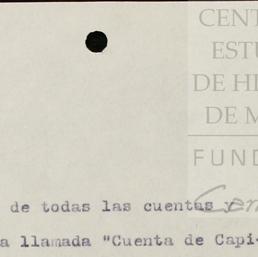 CENT
ESTU
DE HI
DE M
FUND
de todas las cuentas y
a llamada "Cuenta de Capi-